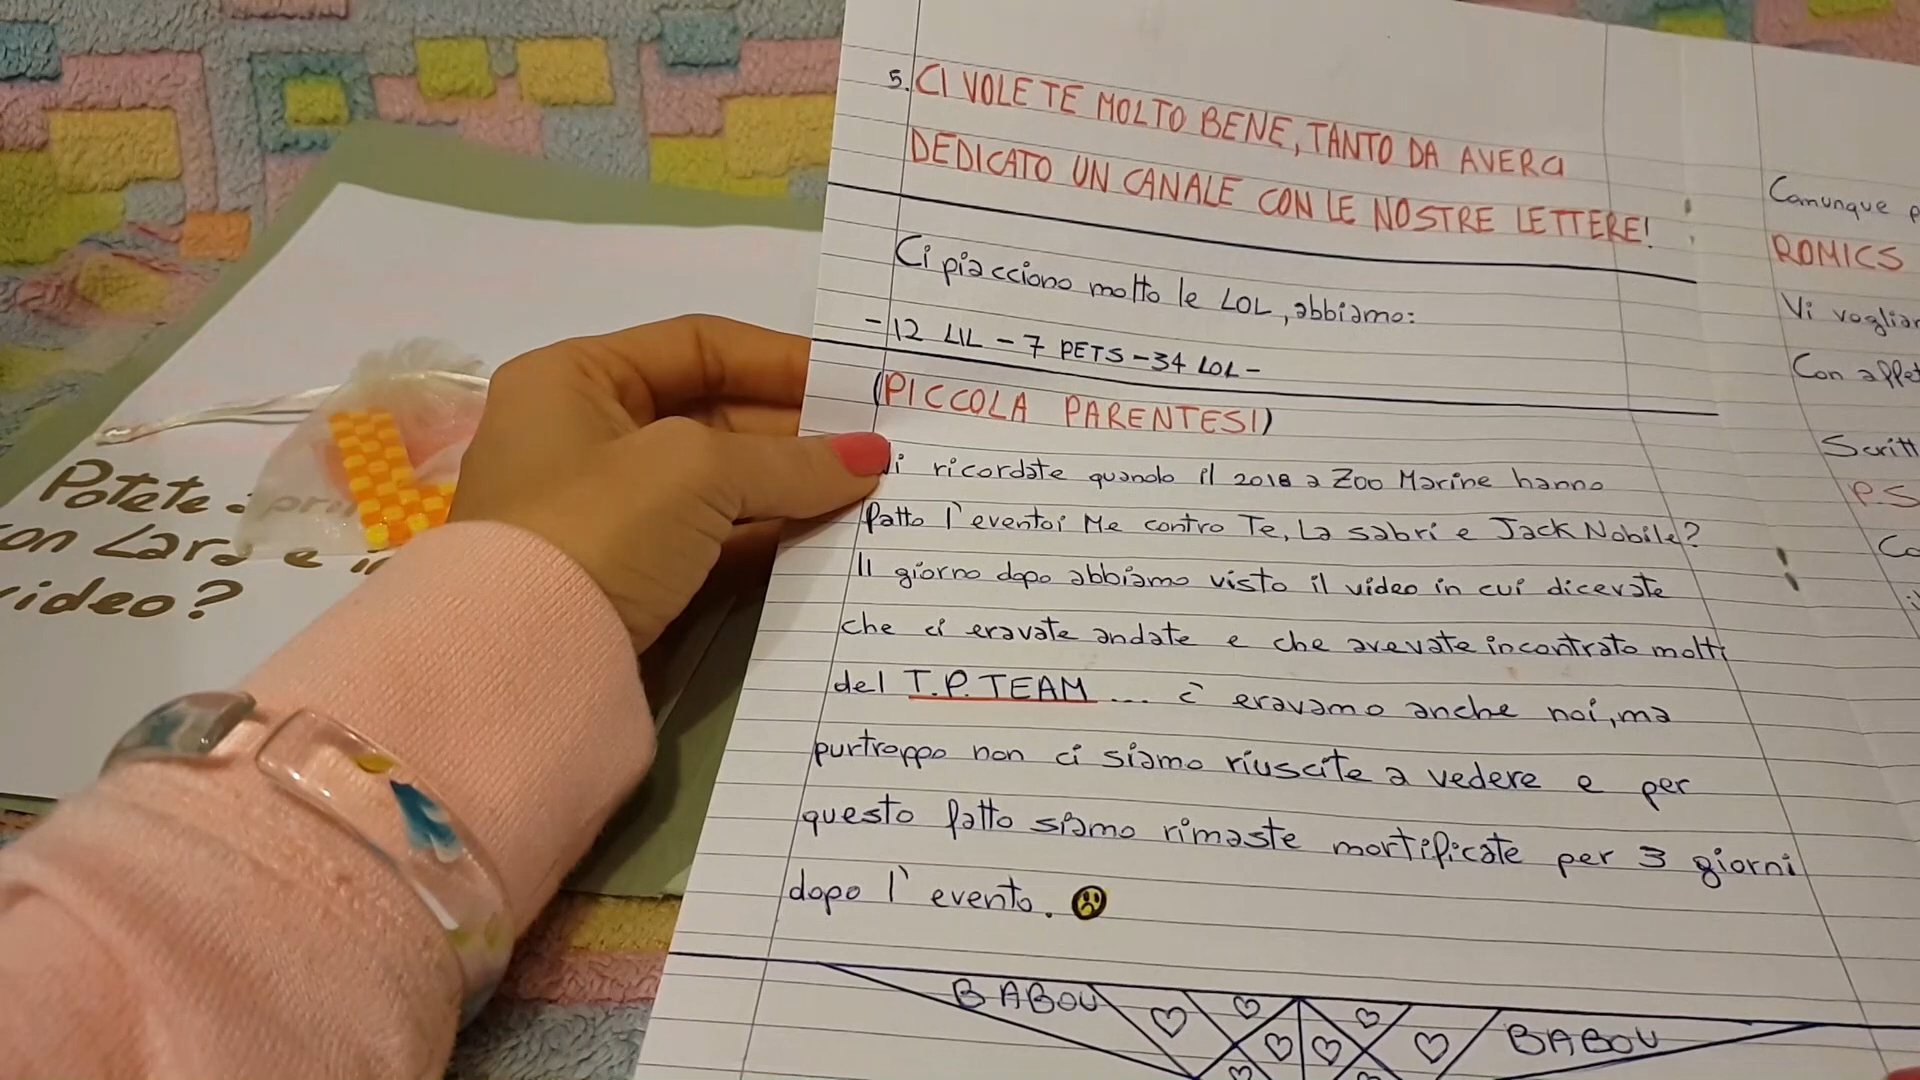 5. CI VOLETE MOLTO BENE, TANTO DA AVERCI
DEDICATO UN CANALE CON LE NOSTRE LETTERE!
Ci piacciono molto le LOL, abbiamo:
-12 LIL - 7 PETS - 34 LOL -
(PICCOLA PARENTESI)
Vi ricordate quando il 2018 a Zoo Marine hanno
fatto l'eventoi Me contro Te, La sabri e Jack Nobile?
Il giorno dopo abbiamo visto il video in cui dicevate
che ci eravate andate e che avevate incontrato molti
del T.P. TEAM ... c'eravamo anche noi, ma
purtroppo non ci siamo riuscite a vedere e per
questo fatto siamo rimaste mortificate per 3 giorni
dopo l'evento.
BABOU BABOU
Comunque
ROMICS
Vi
Con
P.S
Potete
Lara e
video?